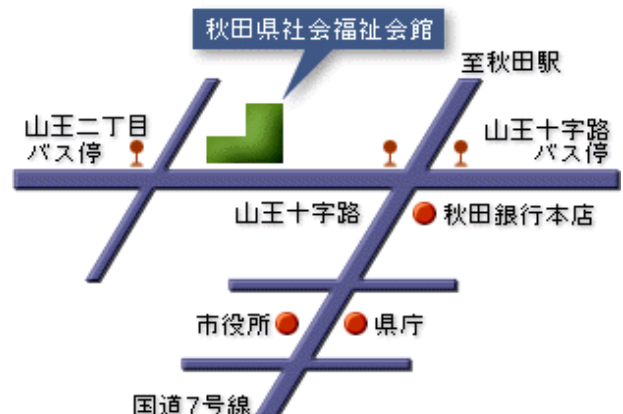 秋田県社会福祉会館
至秋田駅
山王二丁目
バス停
山王十字路
バス停
山王十字路
秋田銀行本店
市役所
県庁
国道7号線